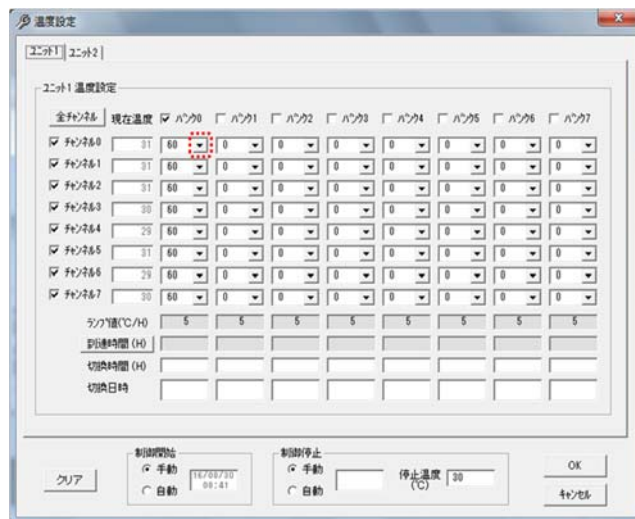 温度設定
ユニット1 ユニット2
ユニット1 温度設定
全チャンネル 現在温度 バンク0 バンク1 バンク2 バンク3 バンク4 バンク5 バンク6 バンク7
チャンネル0 31 60 0 0 0 0 0 0 0
チャンネル1 31 60 0 0 0 0 0 0 0
チャンネル2 31 60 0 0 0 0 0 0 0
チャンネル3 30 60 0 0 0 0 0 0 0
チャンネル4 29 60 0 0 0 0 0 0 0
チャンネル5 31 60 0 0 0 0 0 0 0
チャンネル6 29 60 0 0 0 0 0 0 0
チャンネル7 30 60 0 0 0 0 0 0 0
ランプ値(℃/H) 5 5 5 5 5 5 5 5
到達時間(H)
切換時間(H)
切換日時
クリア
制御開始
手動
自動
16/08/30
08:41
制御停止
手動
自動
停止温度
(℃)
30
OK
キャンセル